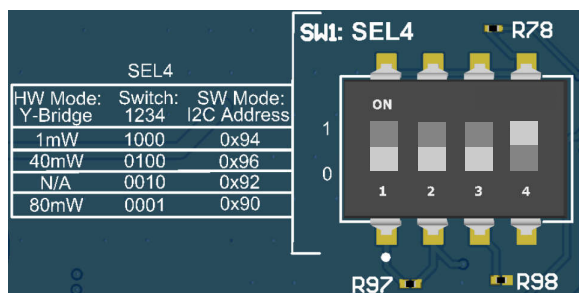 SW1: SEL4
R78
SEL4
HW Mode: Y-Bridge Switch: 1234 SW Mode: I2C Address
1mW 1000 0x94
40mW 0100 0x96
N/A 0010 0x92
80mW 0001 0x90
ON
1
0
1 2 3 4
R97
R98